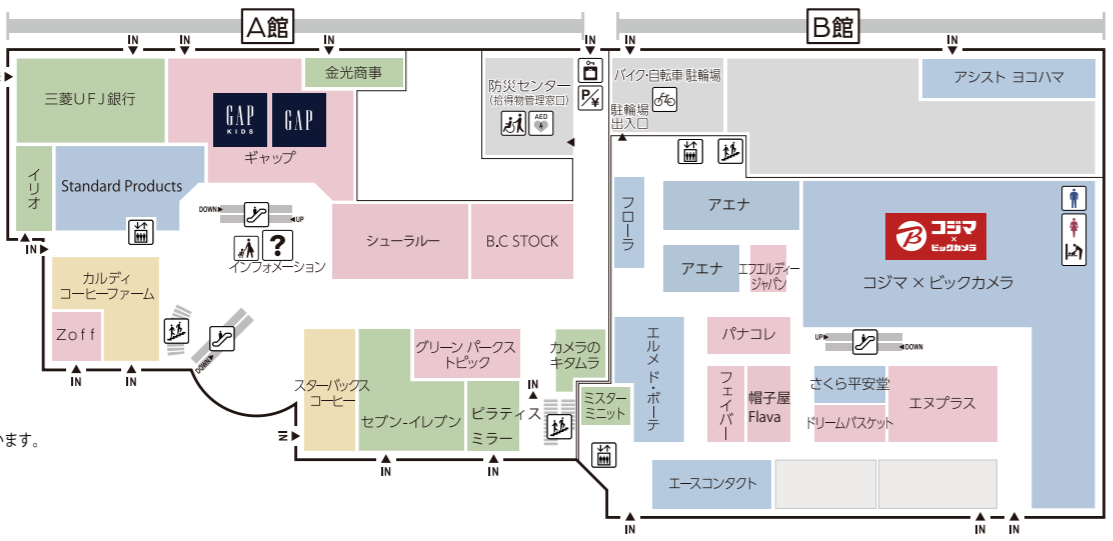 A館
B館
IN
IN
IN
IN
IN
IN
三菱UFJ銀行
GAP
KIDS
GAP
ギャップ
金光商事
防災センター
(拾得物管理窓口)
AED
P/¥
バイク・自転車 駐輪場
駐輪場
出入口
アシスト ヨコハマ
イリオ
Standard Products
DOWN
UP
?
インフォメーション
シューラルー
B.C STOCK
フローラ
アエナ
アエナ
エフエルディー
ジャパン
B
コジマ
×
ビックカメラ
コジマ × ビックカメラ
IN
カルディ
コーヒーファーム
Zoff
DOWN
IN
IN
スターバックス
コーヒー
セブン-イレブン
グリーン パークス
トピック
ピラティス
ミラー
IN
カメラの
キタムラ
ミスター
ミニット
エルメド・ボーテ
パナコレ
フェイバー
帽子屋
Flava
UP
DOWN
さくら平安堂
ドリームバスケット
エヌプラス
います。
IN
IN
IN
エースコンタクト
IN
IN
IN